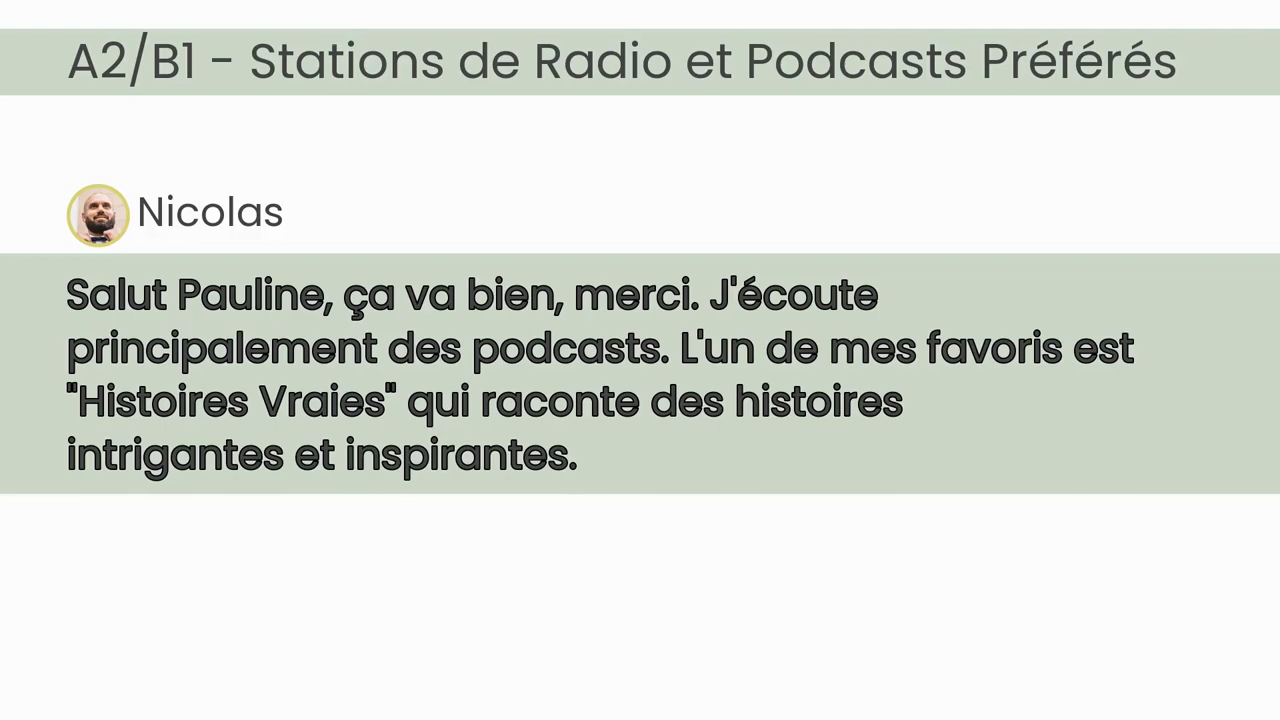 A2/B1 - Stations de Radio et Podcasts Préférés
Nicolas
Salut Pauline, ça va bien, merci. J'écoute
principalement des podcasts. L'un de mes favoris est
"Histoires Vraies" qui raconte des histoires
intrigantes et inspirantes.